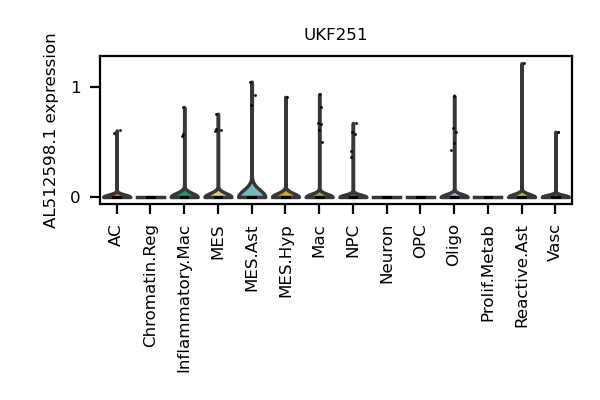 UKF251
AL512598.1 expression
1
0
AC
Chromatin.Reg
Inflammatory.Mac
MES
MES.Ast
MES.Hyp
Mac
NPC
Neuron
OPC
Oligo
Prolif.Metab
Reactive.Ast
Vasc